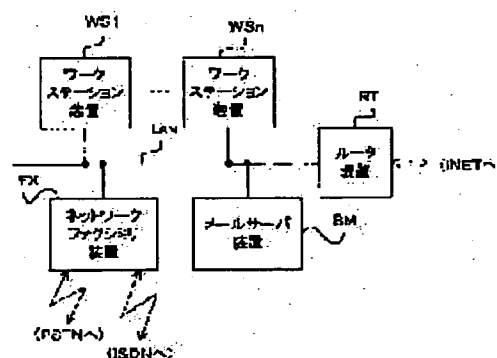 WS1
WSn
ワーク
ステーション
装置
ワーク
ステーション
装置
LAN
RT
ルータ
装置
(INETへ)
FX
ネットワーク
ファクシミリ
装置
メールサーバ
装置
SM
(PSTNへ)
(ISDNへ)